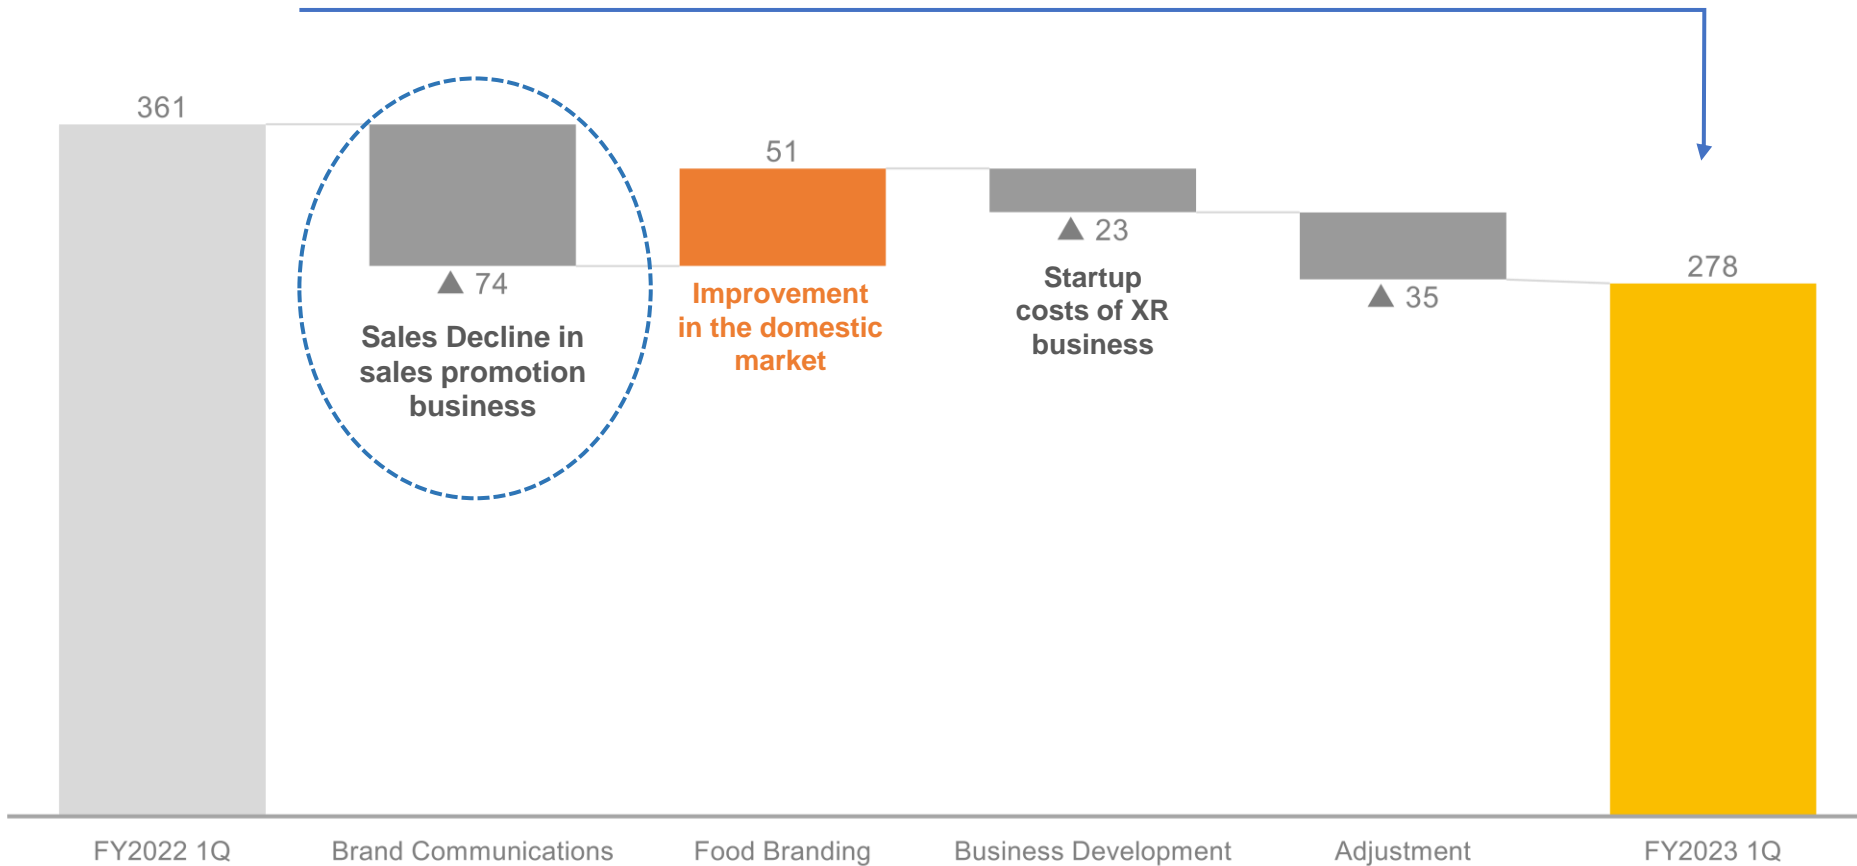 361
51
▲ 23
▲ 74
▲ 35
278
Sales Decline in
sales promotion
business
Improvement
in the domestic
market
Startup
costs of XR
business
FY2022 1Q
Brand Communications
Food Branding
Business Development
Adjustment
FY2023 1Q